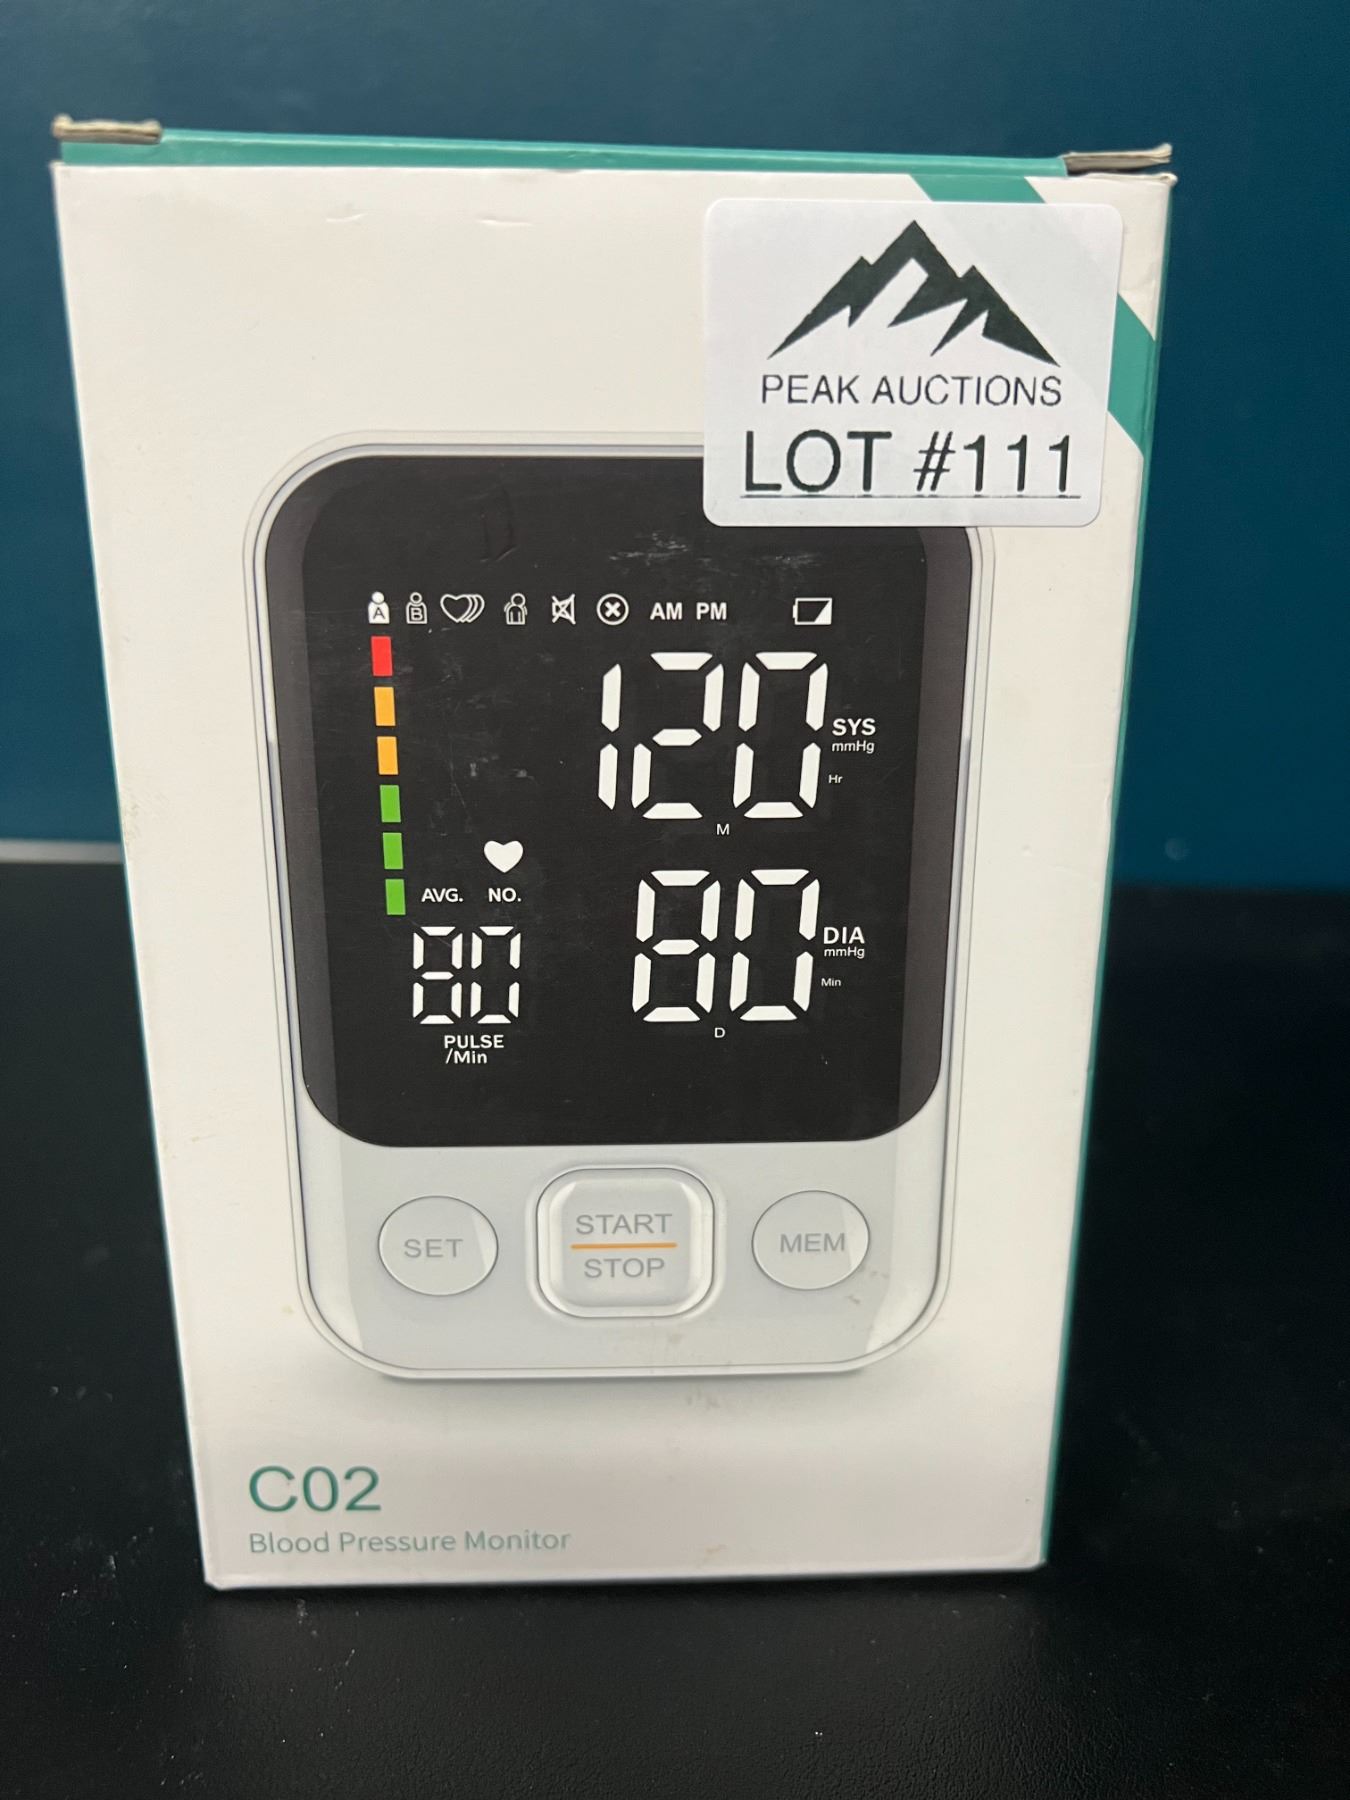 PEAK AUCTIONS
LOT #111
A B AM PM
120 SYS
mmHg
Hr
M
AVG. NO.
80 DIA
mmHg
Min
D
80
PULSE
/Min
SET
START
STOP
MEM
C02
Blood Pressure Monitor